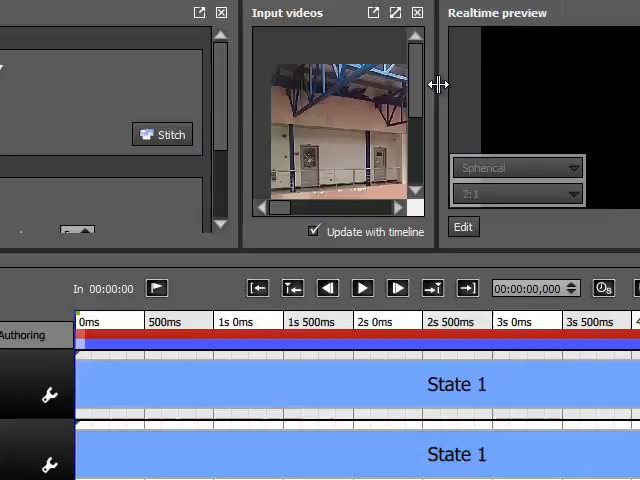 Input videos
Realtime preview
Stitch
Spherical
2:1
Update with timeline
Edit
In 00:00:00
00:00:00,000
Authoring
0ms 500ms 1s 0ms 1s 500ms 2s 0ms 2s 500ms 3s 0ms 3s 500ms
State 1
State 1